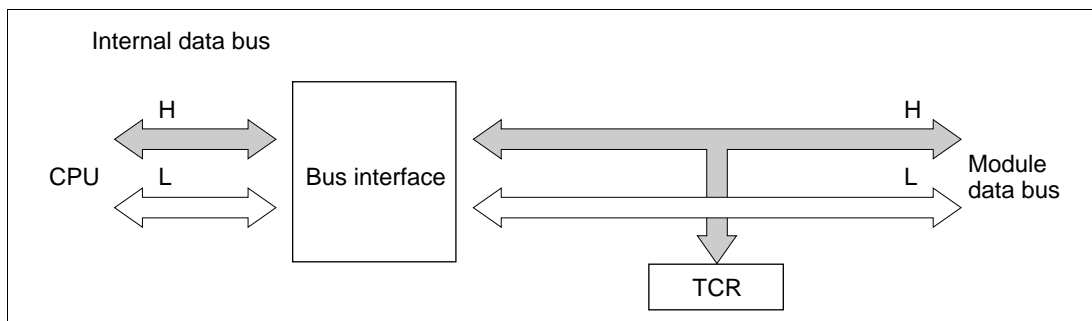 Internal data bus
H
H
CPU
L
Bus interface
L
Module
data bus
TCR